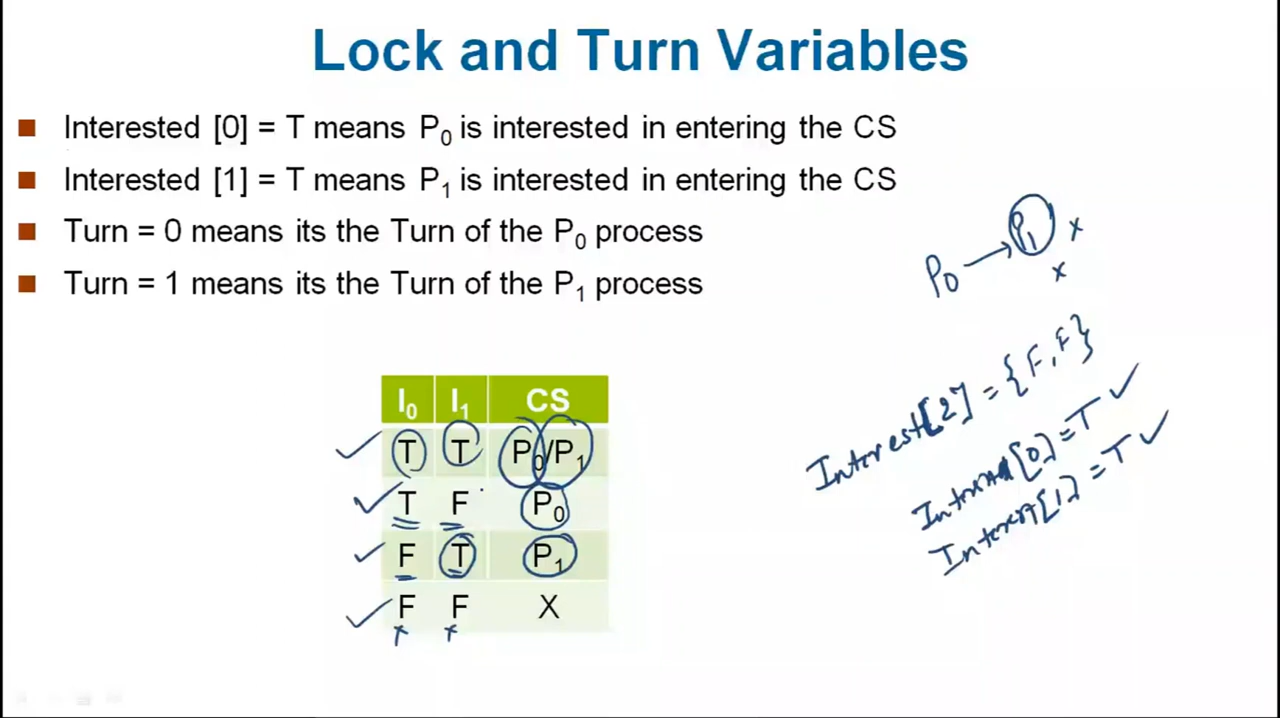 Lock and Turn Variables
Interested [0] = T means P0 is interested in entering the CS
Interested [1] = T means P1 is interested in entering the CS
Turn = 0 means its the Turn of the P0 process
Turn = 1 means its the Turn of the P1 process
P0 → P1 x
x
Interest[2] = {F, F}
[0] = T ✓
Interest[1] = T ✓
I0 I1 CS
✓ T T P0/P1
✓ T F P0
✓ F T P1
✓ F F X
x x